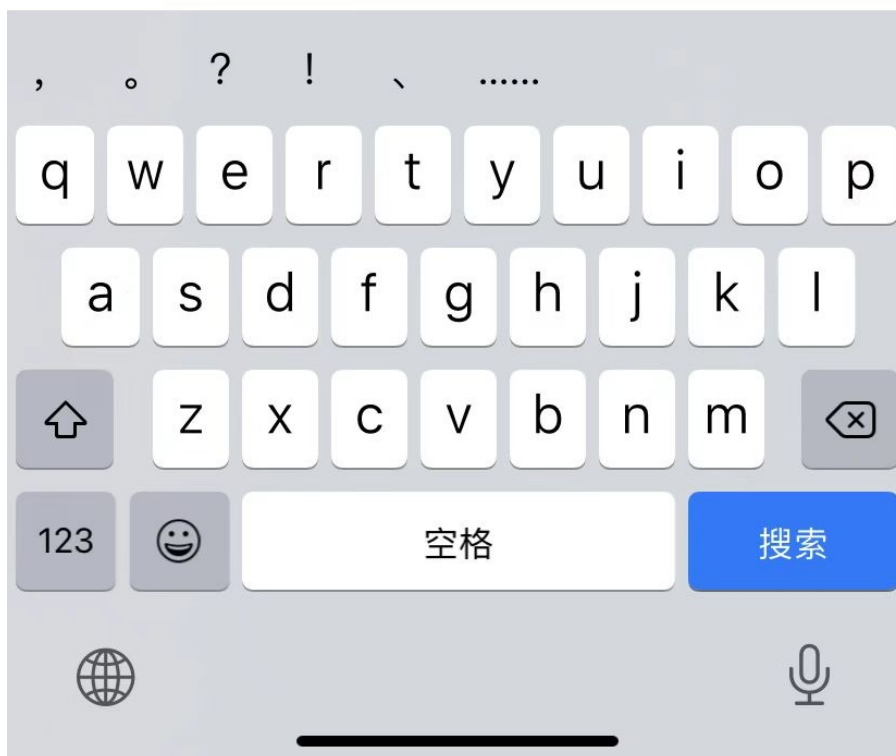 ， 。 ? ! 、 ……
q w e r t y u i o p
a s d f g h j k l
z x c v b n m
123 空格 搜索